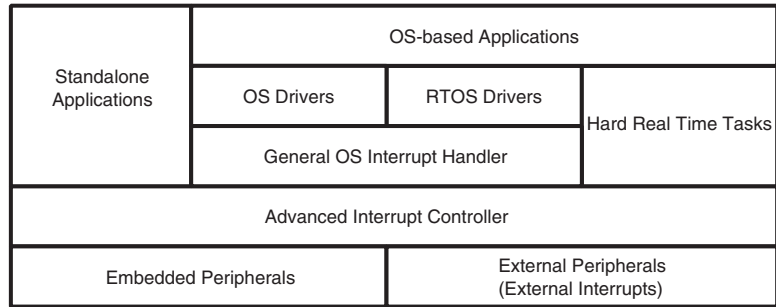 OS-based Applications
Standalone
Applications
OS Drivers
RTOS Drivers
Hard Real Time Tasks
General OS Interrupt Handler
Advanced Interrupt Controller
Embedded Peripherals
External Peripherals
(External Interrupts)